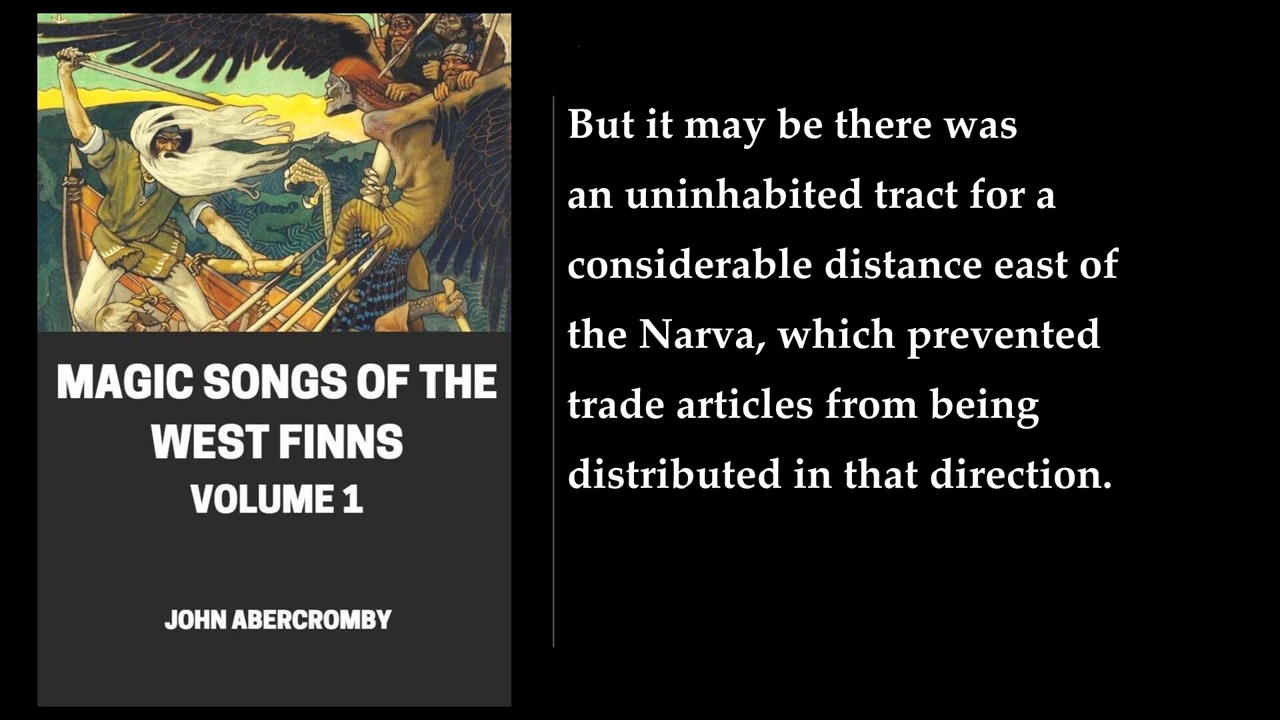 MAGIC SONGS OF THE
WEST FINNS
VOLUME 1
JOHN ABERCROMBY
But it may be there was
an uninhabited tract for a
considerable distance east of
the Narva, which prevented
trade articles from being
distributed in that direction.